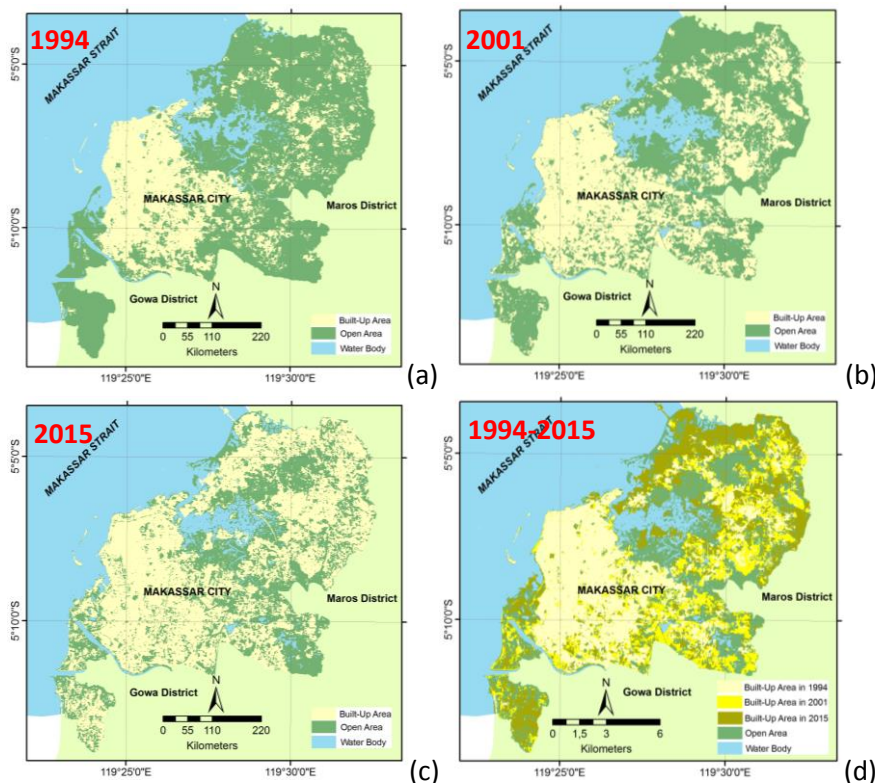 1994
MAKASSAR STRAIT
5°5'0"S
5°10'0"S
MAKASSAR CITY
Maros District
Gowa District
N
0 55 110 220
Kilometers
Built-Up Area
Open Area
Water Body
119°25'0"E 119°30'0"E
(a)
2001
MAKASSAR STRAIT
5°5'0"S
5°10'0"S
MAKASSAR CITY
Maros District
Gowa District
N
0 55 110 220
Kilometers
Built-Up Area
Open Area
Water Body
119°25'0"E 119°30'0"E
(b)
2015
MAKASSAR STRAIT
5°5'0"S
5°10'0"S
MAKASSAR CITY
Maros District
Gowa District
N
0 55 110 220
Kilometers
Built-Up Area
Open Area
Water Body
119°25'0"E 119°30'0"E
(c)
1994-2015
MAKASSAR STRAIT
5°5'0"S
5°10'0"S
MAKASSAR CITY
Maros District
Gowa District
N
0 1,5 3 6
Kilometers
Built-Up Area in 1994
Built-Up Area in 2001
Built-Up Area in 2015
Open Area
Water Body
119°25'0"E 119°30'0"E
(d)